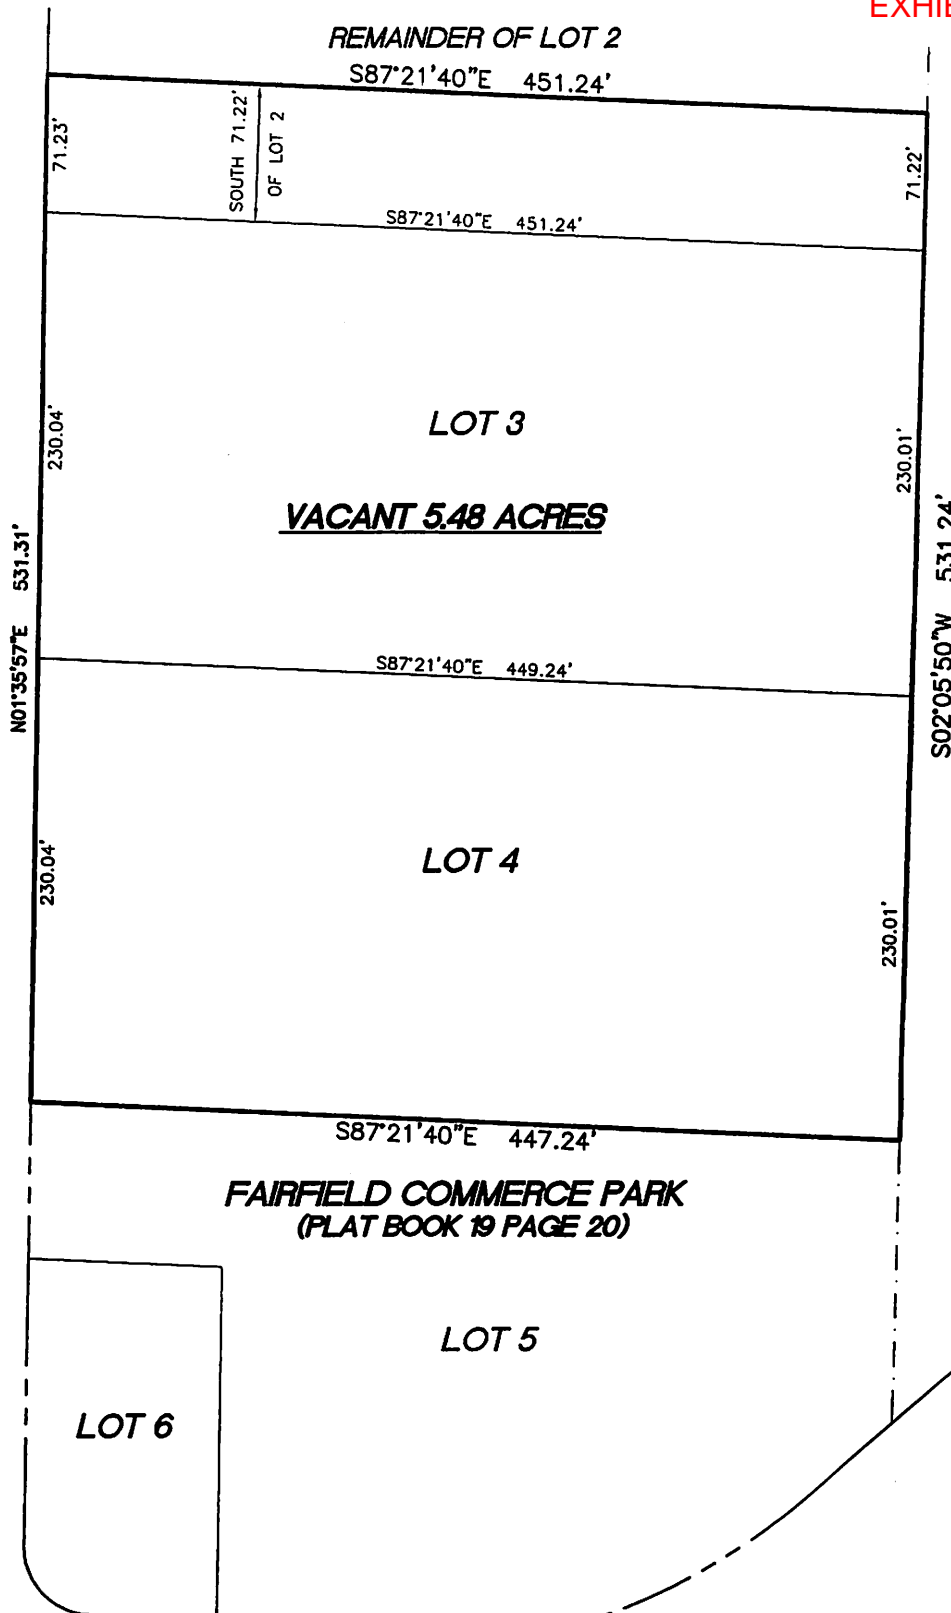 EXHIB
REMAINDER OF LOT 2
S87°21'40"E 451.24'
71.23'
SOUTH 71.22'
OF LOT 2
71.22'
S87°21'40"E 451.24'
LOT 3
230.04'
230.01'
VACANT 5.48 ACRES
N01°35'57"E 531.31'
S02°05'50"W 531.24'
S87°21'40"E 449.24'
LOT 4
230.04'
230.01'
S87°21'40"E 447.24'
FAIRFIELD COMMERCE PARK
(PLAT BOOK 19 PAGE 20)
LOT 5
LOT 6